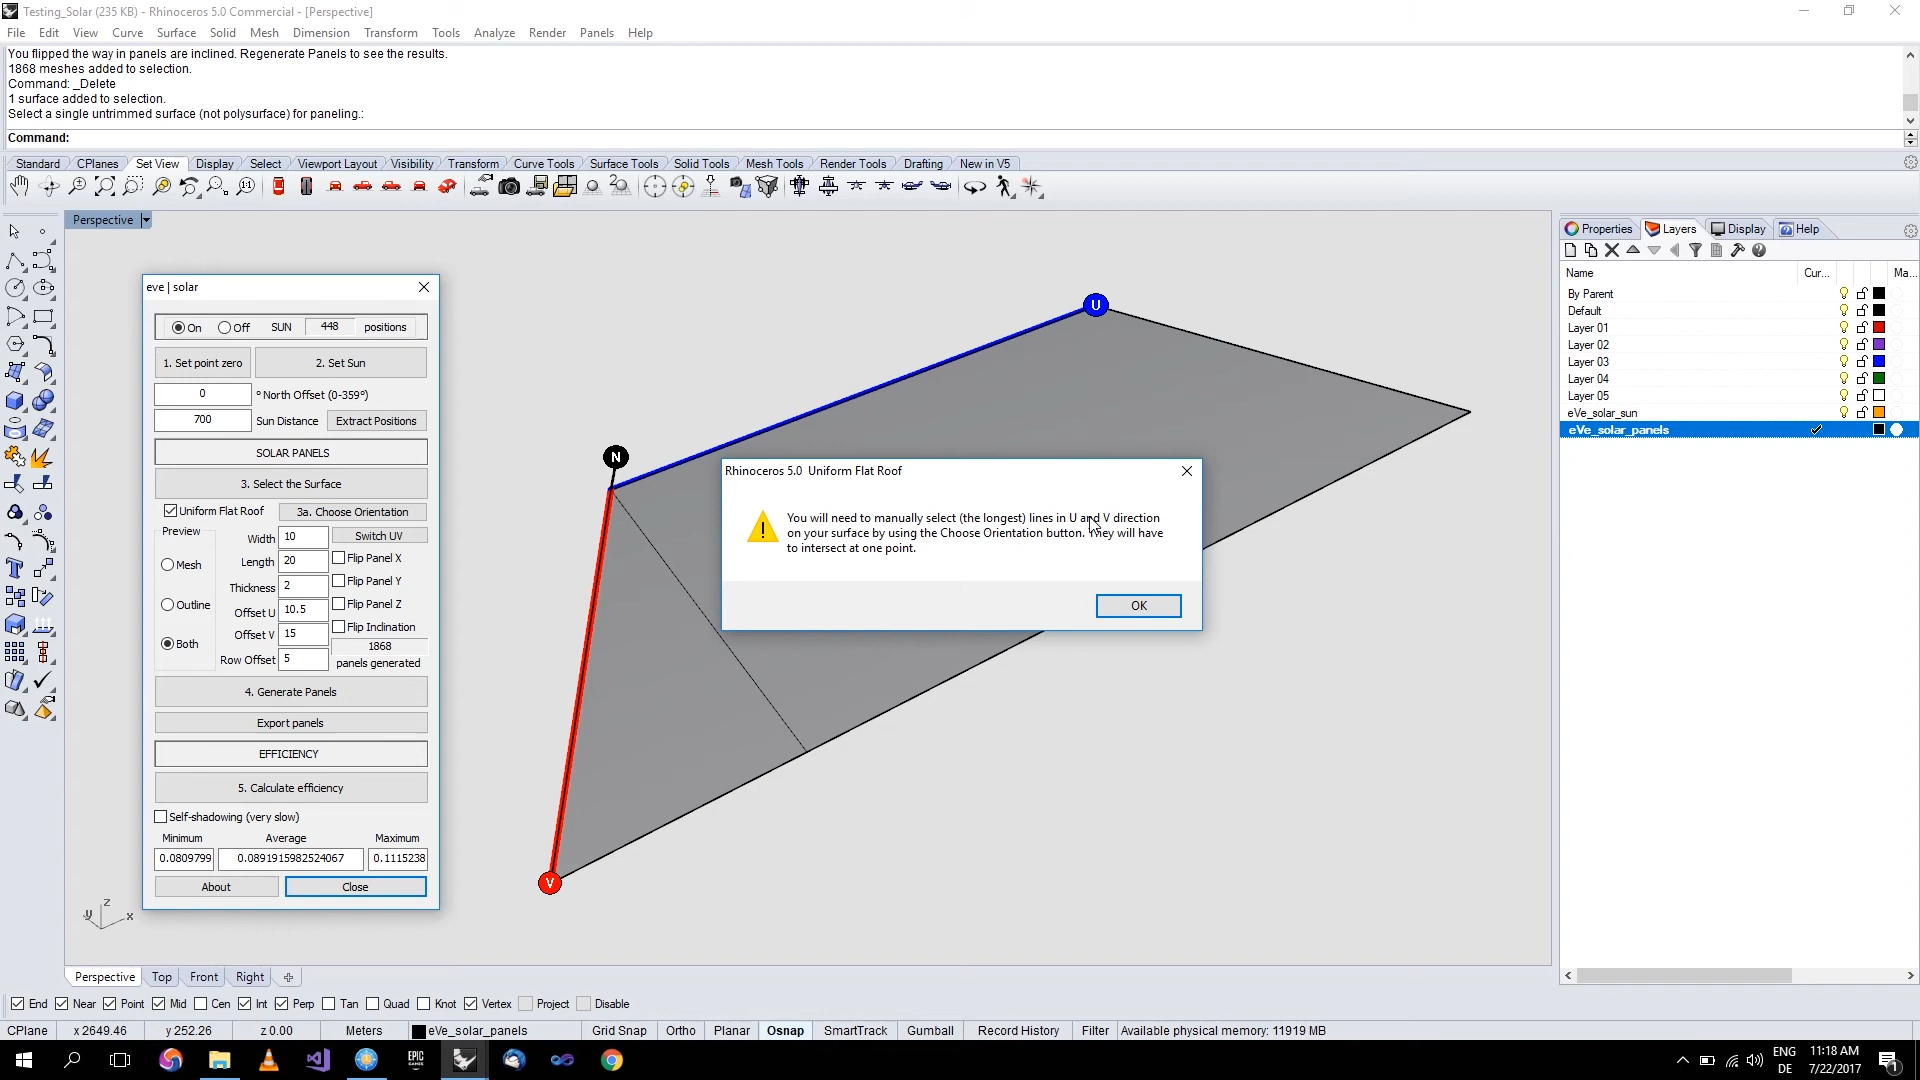 Testing_Solar (235 KB) - Rhinoceros 5.0 Commercial - [Perspective]
File Edit View Curve Surface Solid Mesh Dimension Transform Tools Analyze Render Panels Help
You flipped the way in panels are inclined. Regenerate Panels to see the results.
1868 meshes added to selection.
Command: _Delete
1 surface added to selection.
Select a single untrimmed surface (not polysurface) for paneling.:
Command:
Standard CPlanes Set View Display Select Viewport Layout Visibility Transform Curve Tools Surface Tools Solid Tools Mesh Tools Render Tools Drafting New in V5
Perspective
eve | solar
On Off SUN 448 positions
1. Set point zero 2. Set Sun
0 º North Offset (0-359º)
700 Sun Distance Extract Positions
SOLAR PANELS
3. Select the Surface
Uniform Flat Roof 3a. Choose Orientation
Preview
Width 10 Switch UV
Mesh Length 20 Flip Panel X
Thickness 2 Flip Panel Y
Outline Offset U 10.5 Flip Panel Z
Offset V 15 Flip Inclination
Both 1868
Row Offset 5 panels generated
4. Generate Panels
Export panels
EFFICIENCY
5. Calculate efficiency
Self-shadowing (very slow)
Minimum Average Maximum
0.0809799 0.0891915982524067 0.1115238
About Close
U
N
V
Rhinoceros 5.0 Uniform Flat Roof
You will need to manually select (the longest) lines in U and V direction
on your surface by using the Choose Orientation button. They will have
to intersect at one point.
OK
z
y x
Properties Layers Display Help
Name Cur... Ma...
By Parent
Default
Layer 01
Layer 02
Layer 03
Layer 04
Layer 05
eVe_solar_sun
eVe_solar_panels
Perspective Top Front Right
End Near Point Mid Cen Int Perp Tan Quad Knot Vertex Project Disable
CPlane x 2649.46 y 252.26 z 0.00 Meters eVe_solar_panels Grid Snap Ortho Planar Osnap SmartTrack Gumball Record History Filter Available physical memory: 11919 MB
EPIC GAMES
ENG 11:18 AM
DE 7/22/2017
1